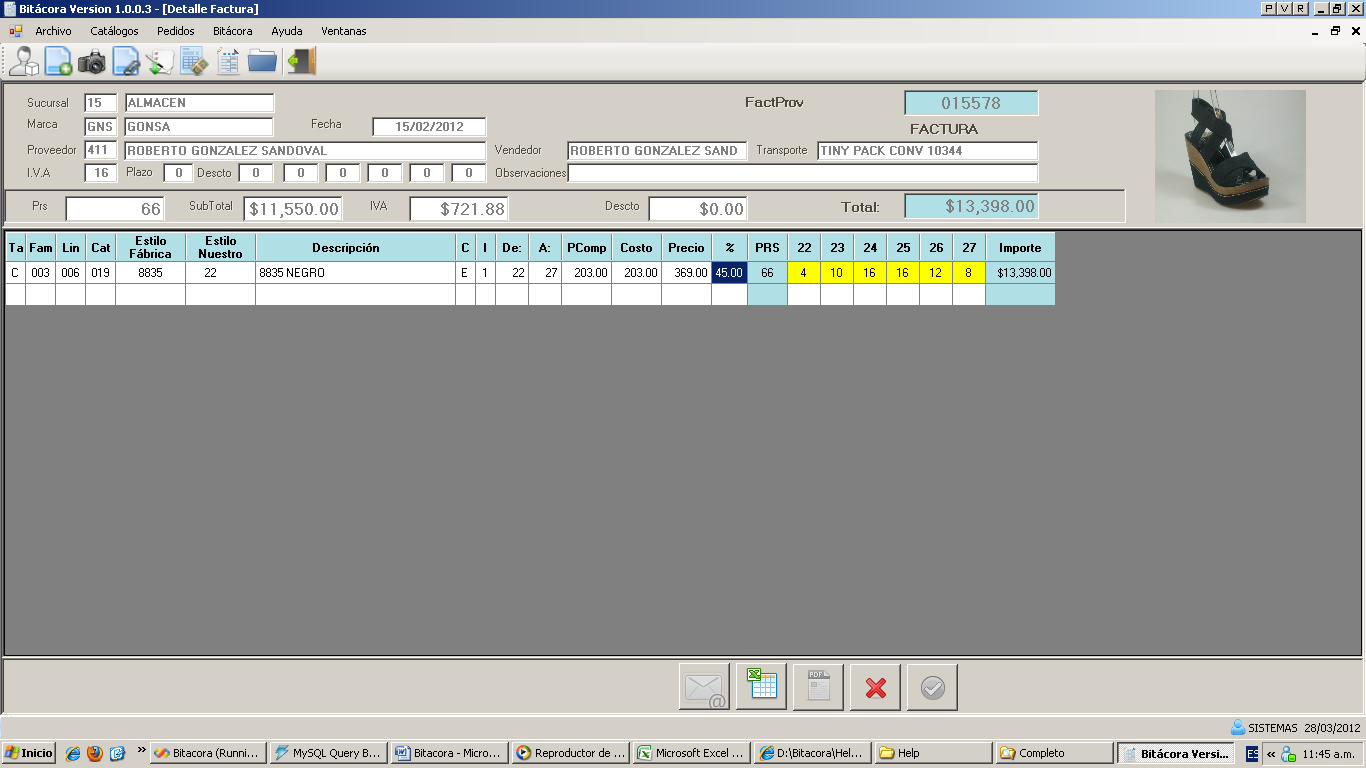 Bitácora Version 1.0.0.3 - [Detalle Factura] P V R
Archivo Catálogos Pedidos Bitácora Ayuda Ventanas
Sucursal 15 ALMACEN FactProv 015578
Marca GNS GONSA Fecha 15/02/2012 FACTURA
Proveedor 411 ROBERTO GONZALEZ SANDOVAL Vendedor ROBERTO GONZALEZ SAND Transporte TINY PACK CONV 10344
I.V.A 16 Plazo 0 Descto 0 0 0 0 0 0 Observaciones
Prs 66 SubTotal $11,550.00 IVA $721.88 Descto $0.00 Total: $13,398.00
Ta Fam Lin Cat Estilo Fábrica Estilo Nuestro Descripción C I De: A: PComp Costo Precio % PRS 22 23 24 25 26 27 Importe
C 003 006 019 8835 22 8835 NEGRO E 1 22 27 203.00 203.00 369.00 45.00 66 4 10 16 16 12 8 $13,398.00
PDF
@
SISTEMAS 28/03/2012
Inicio » Bitacora (Runni... MySQL Query B... Bitacora - Micro... Reproductor de ... Microsoft Excel ... D:\Bitacora\Hel... Help Completo Bitácora Versi... ES « 11:45 a.m.